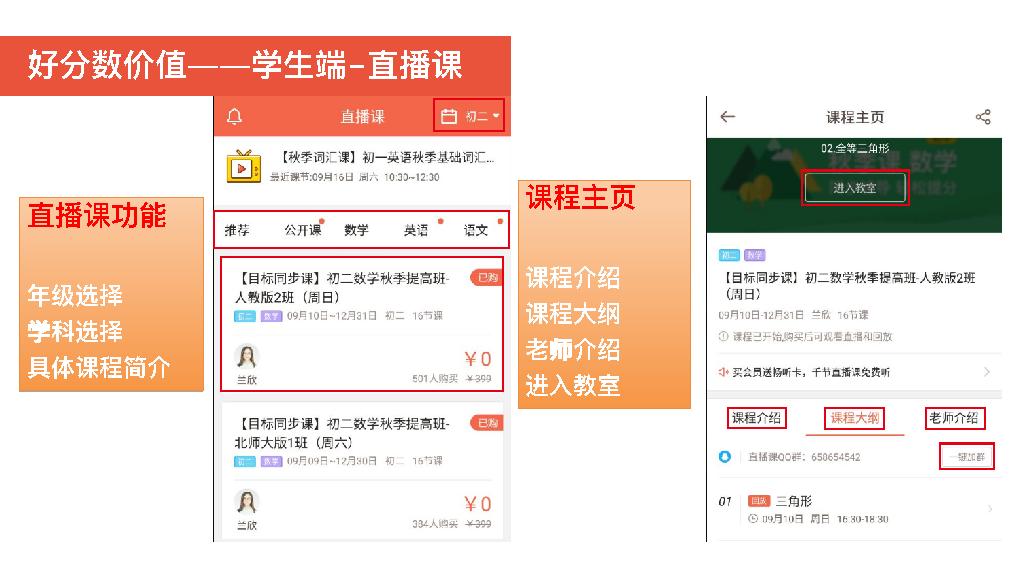 好分数价值——学生端-直播课
直播课功能
年级选择
学科选择
具体课程简介
直播课
初二
【秋季词汇课】初一英语秋季基础词汇...
最近课节:09月16日 周六 10:30~12:30
推荐 公开课 数学 英语 语文
【目标同步课】初二数学秋季提高班-
人教版2班（周日）
已购
初二 数学 09月10日~12月31日 初二 16节课
兰欣
￥0
501人购买 ￥399
【目标同步课】初二数学秋季提高班-
北师大版1班（周六）
已购
初二 数学 09月09日~12月30日 初二 16节课
兰欣
￥0
384人购买 ￥399
课程主页
课程介绍
课程大纲
老师介绍
进入教室
课程主页
02.全等三角形
进入教室
初二 数学
【目标同步课】初二数学秋季提高班-人教版2班
（周日）
09月10日-12月31日 兰欣 16节课
课程已开始,购买后可观看直播和回放
买会员送畅听卡，千节直播课免费听
课程介绍 课程大纲 老师介绍
直播课QQ群：658654542 一键加群
01 回放 三角形
09月10日 周日 16:30-18:30